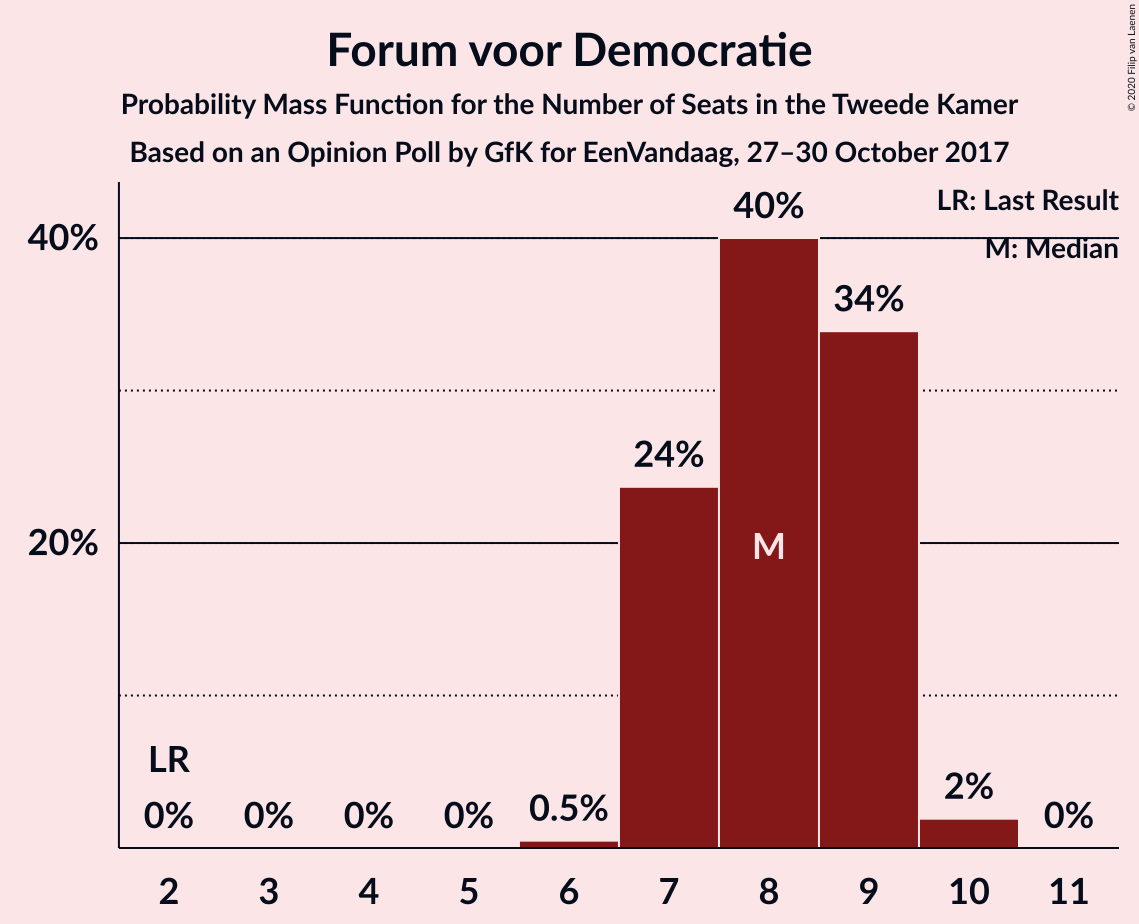 Forum voor Democratie
Probability Mass Function for the Number of Seats in the Tweede Kamer
Based on an Opinion Poll by GfK for EenVandaag, 27–30 October 2017
© 2020 Filip van Laenen
LR: Last Result
M: Median
40%
20%
40%
34%
24%
M
LR
0%
0%
0%
0%
0.5%
2%
0%
2
3
4
5
6
7
8
9
10
11